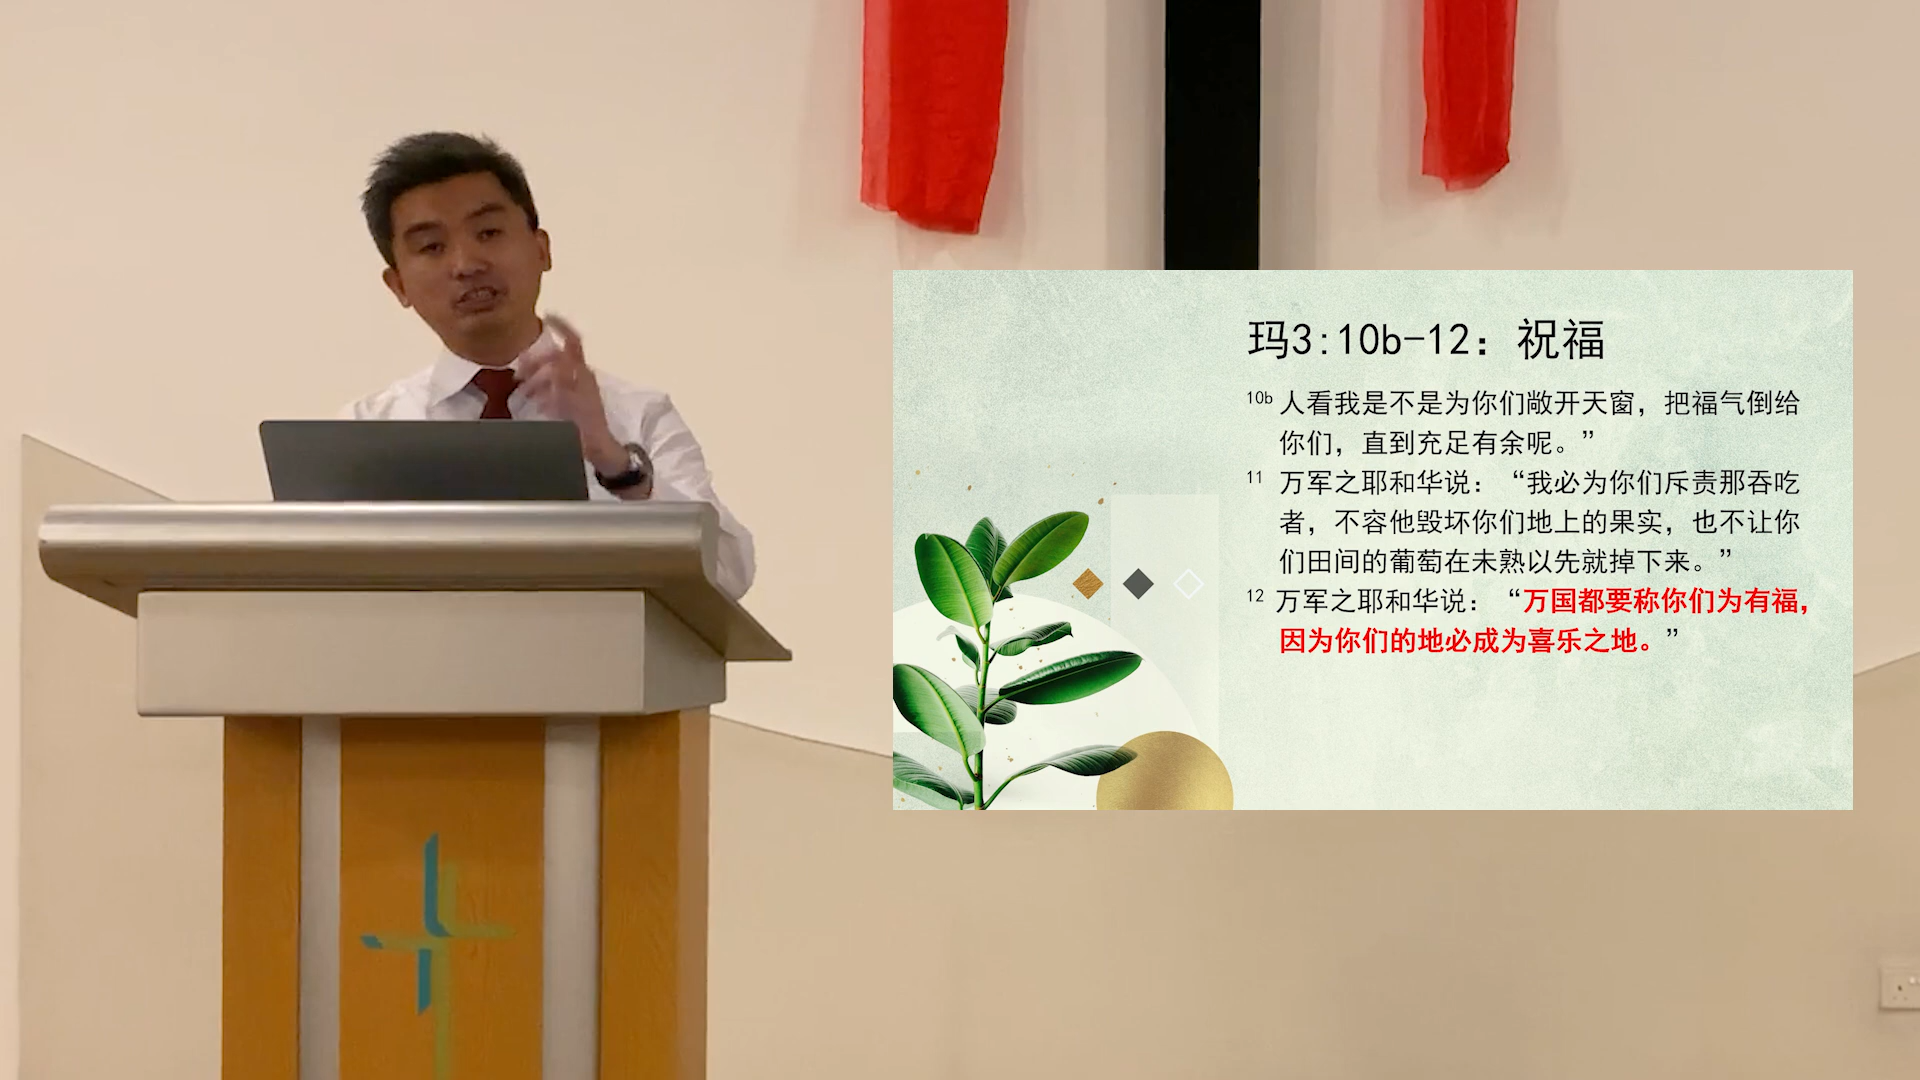 玛3:10b-12：祝福
10b 人看我是不是为你们敞开天窗，把福气倒给
你们，直到充足有余呢。”
11 万军之耶和华说：“我必为你们斥责那吞吃
者，不容他毁坏你们地上的果实，也不让你
们田间的葡萄在未熟以先就掉下来。”
12 万军之耶和华说：“万国都要称你们为有福，
因为你们的地必成为喜乐之地。”